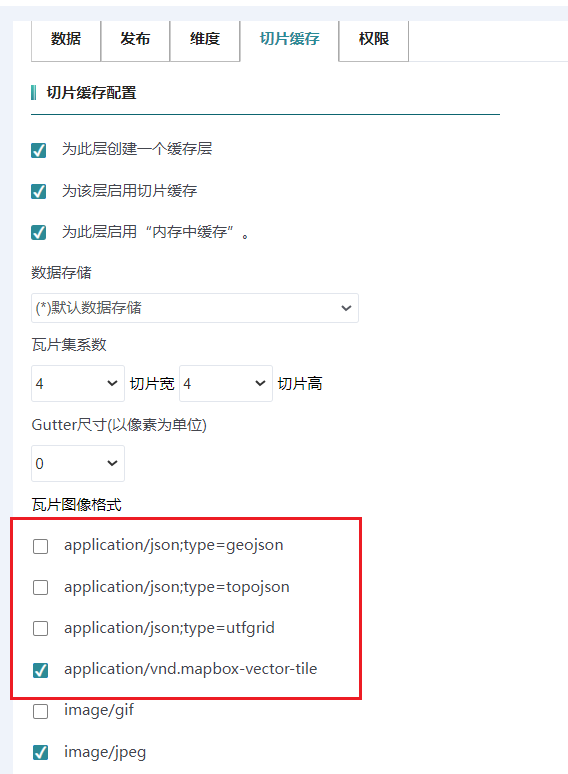 数据 发布 维度 切片缓存 权限
切片缓存配置
为此层创建一个缓存层
为该层启用切片缓存
为此层启用“内存中缓存”。
数据存储
(*)默认数据存储
瓦片集系数
4 切片宽 4 切片高
Gutter尺寸(以像素为单位)
0
瓦片图像格式
application/json;type=geojson
application/json;type=topojson
application/json;type=utfgrid
application/vnd.mapbox-vector-tile
image/gif
image/jpeg